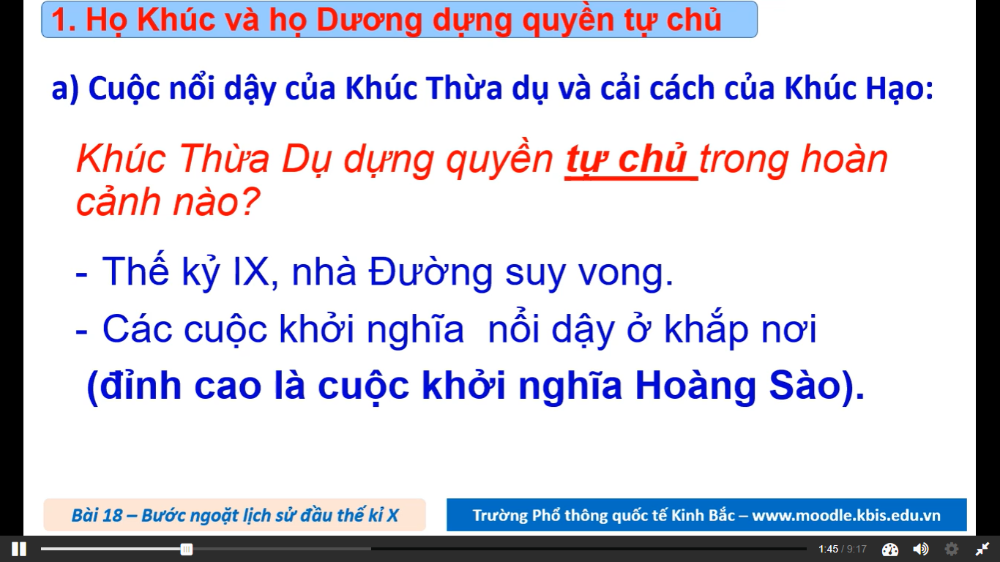 1. Họ Khúc và họ Dương dựng quyền tự chủ
a) Cuộc nổi dậy của Khúc Thừa dụ và cải cách của Khúc Hạo:
Khúc Thừa Dụ dựng quyền tự chủ trong hoàn
cảnh nào?
- Thế kỷ IX, nhà Đường suy vong.
- Các cuộc khởi nghĩa nổi dậy ở khắp nơi
(đỉnh cao là cuộc khởi nghĩa Hoàng Sào).
Bài 18 – Bước ngoặt lịch sử đầu thế kỉ X
Trường Phổ thông quốc tế Kinh Bắc – www.moodle.kbis.edu.vn
1:45 / 9:17